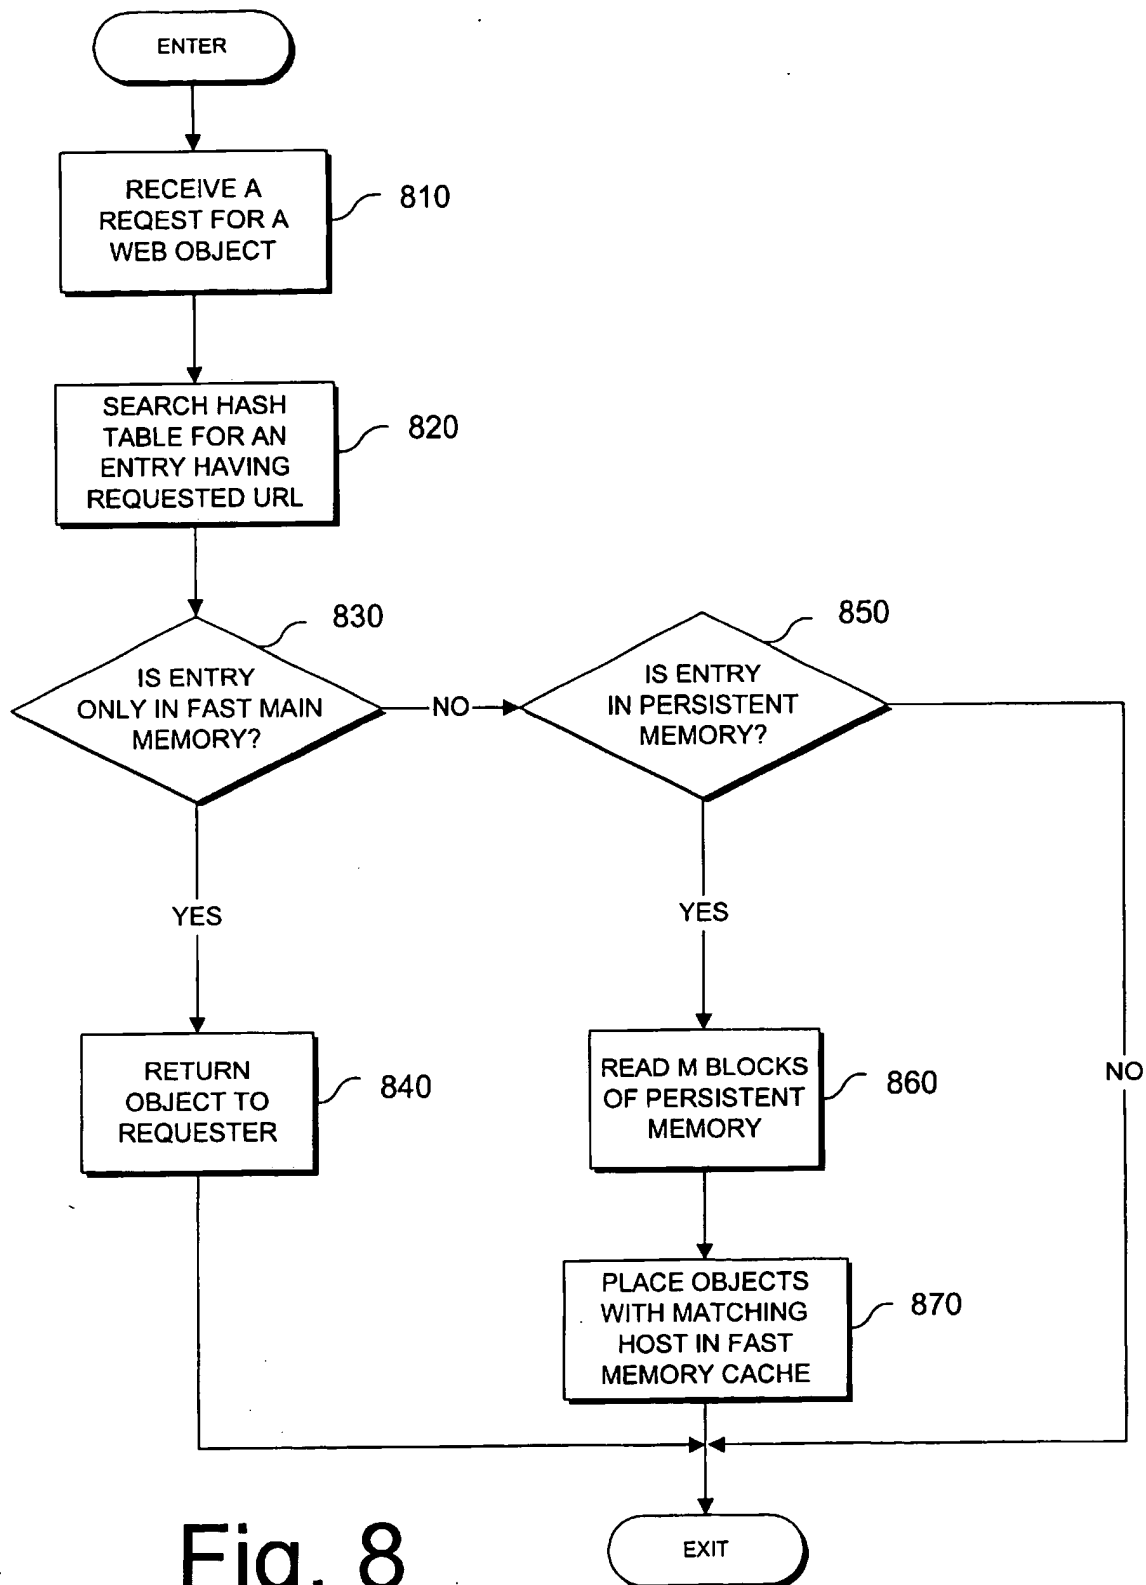 ENTER
RECEIVE A
REQEST FOR A
WEB OBJECT
810
SEARCH HASH
TABLE FOR AN
ENTRY HAVING
REQUESTED URL
820
830
IS ENTRY
ONLY IN FAST MAIN
MEMORY?
NO
850
IS ENTRY
IN PERSISTENT
MEMORY?
YES
YES
RETURN
OBJECT TO
REQUESTER
840
READ M BLOCKS
OF PERSISTENT
MEMORY
860
NO
PLACE OBJECTS
WITH MATCHING
HOST IN FAST
MEMORY CACHE
870
EXIT
Fig. 8